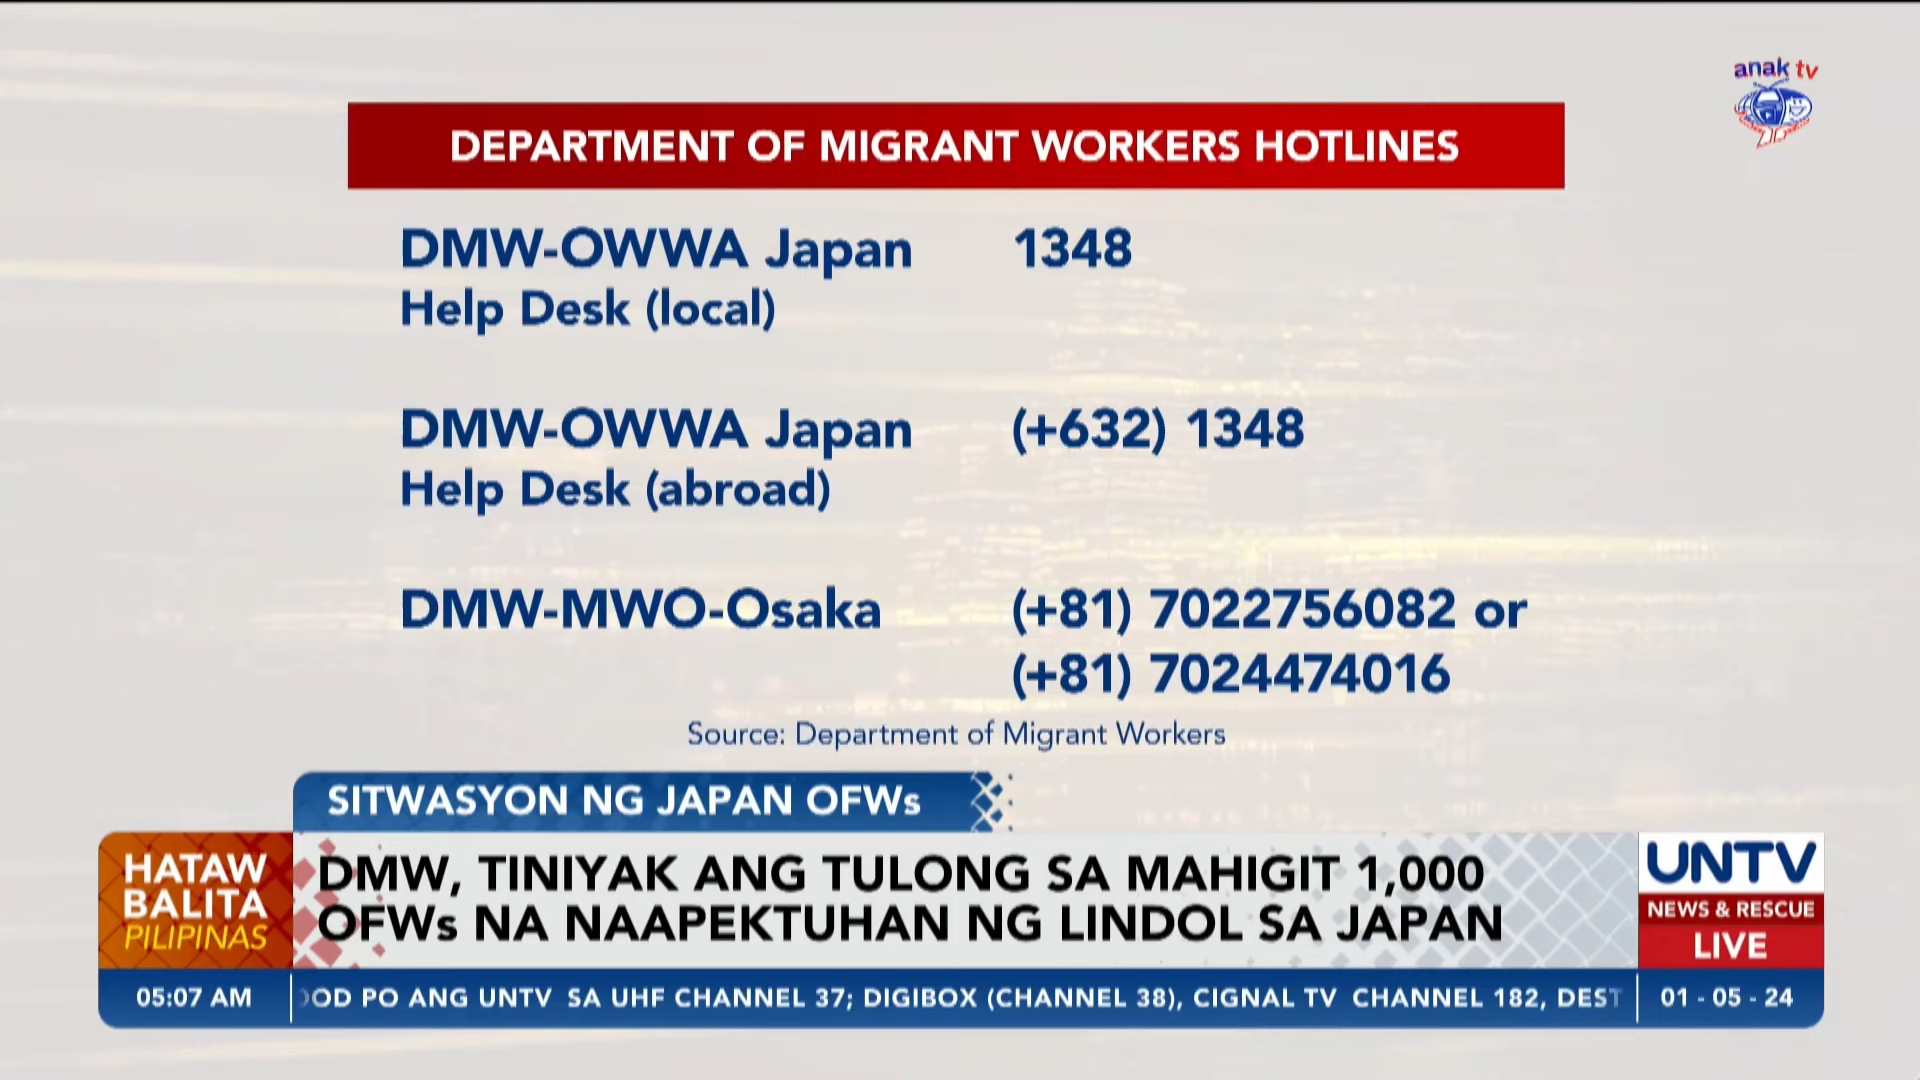 anak tv
DEPARTMENT OF MIGRANT WORKERS HOTLINES
DMW-OWWA Japan 1348
Help Desk (local)
DMW-OWWA Japan (+632) 1348
Help Desk (abroad)
DMW-MWO-Osaka (+81) 7022756082 or
(+81) 7024474016
Source: Department of Migrant Workers
SITWASYON NG JAPAN OFWs
HATAW
BALITA
PILIPINAS
DMW, TINIYAK ANG TULONG SA MAHIGIT 1,000
OFWs NA NAAPEKTUHAN NG LINDOL SA JAPAN
UNTV
NEWS & RESCUE
LIVE
05:07 AM
PO ANG UNTV SA UHF CHANNEL 37; DIGIBOX (CHANNEL 38), CIGNAL TV CHANNEL 182,
01 - 05 - 24